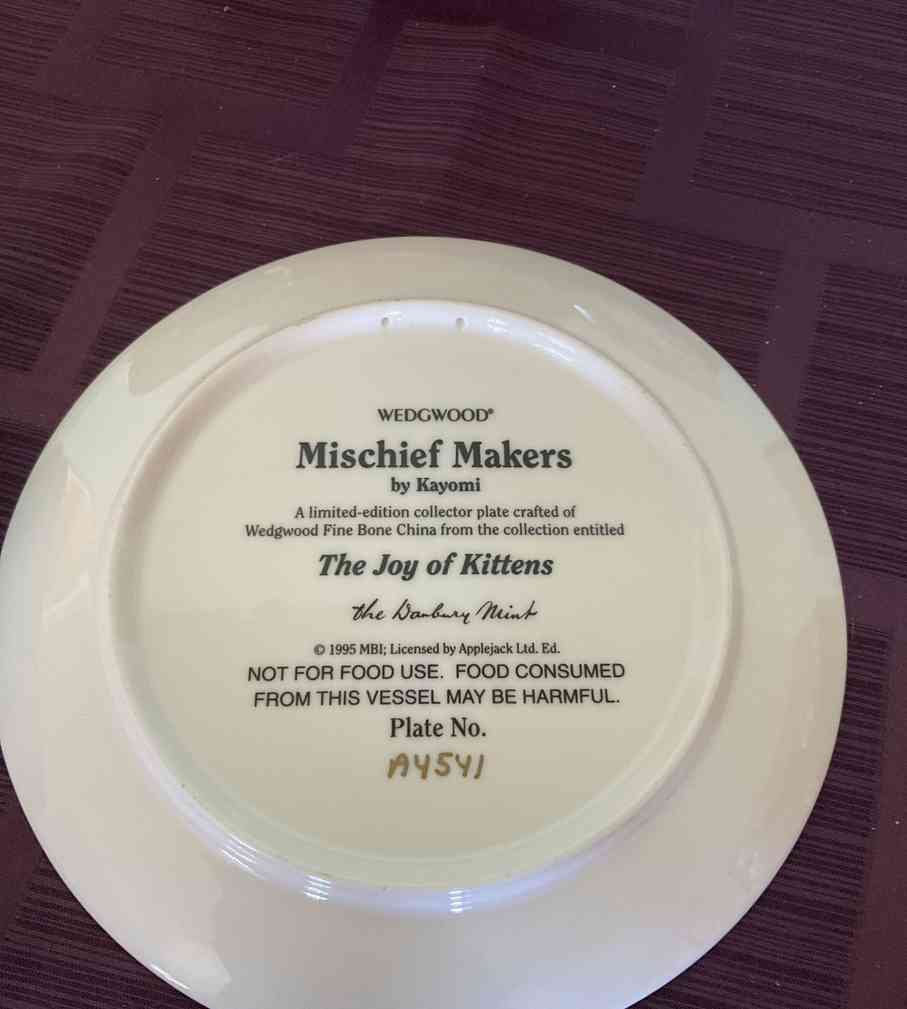 WEDGWOOD®
Mischief Makers
by Kayomi
A limited-edition collector plate crafted of
Wedgwood Fine Bone China from the collection entitled
The Joy of Kittens
the Danbury Mint
© 1995 MBI; Licensed by Applejack Ltd. Ed.
NOT FOR FOOD USE. FOOD CONSUMED
FROM THIS VESSEL MAY BE HARMFUL.
Plate No.
A4541